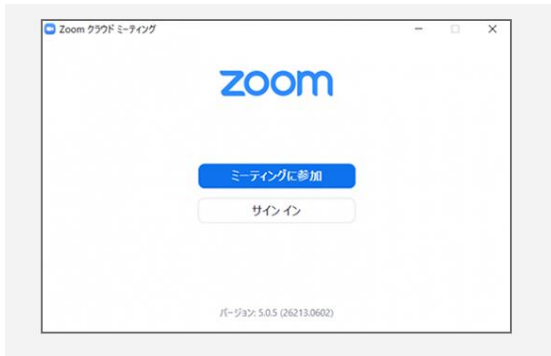 Zoom クラウド ミーティング
zoom
ミーティングに参加
サイン イン
バージョン: 5.0.5 (26213.0602)